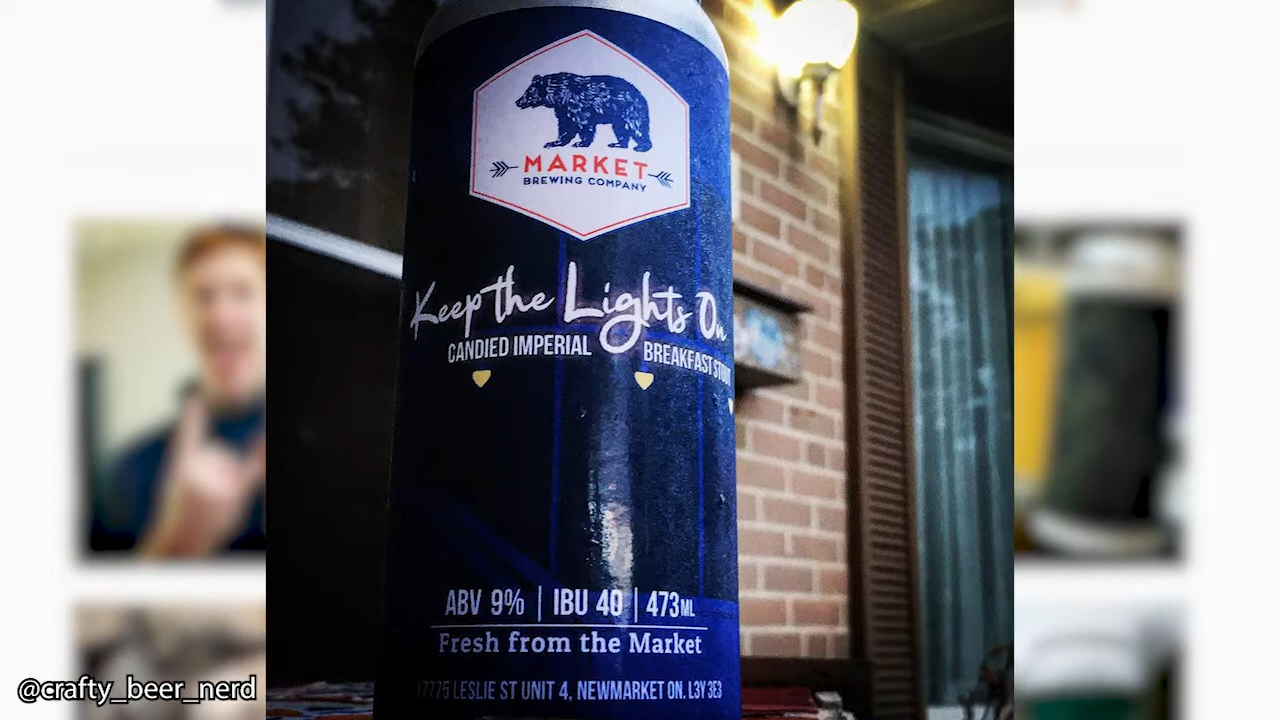 MARKET
BREWING COMPANY
Keep the Lights On
CANDIED IMPERIAL BREAKFAST STOUT
ABV 9% | IBU 40 | 473ML
Fresh from the Market
17775 LESLIE ST UNIT 4, NEWMARKET ON. L3Y 3E3
@crafty_beer_nerd